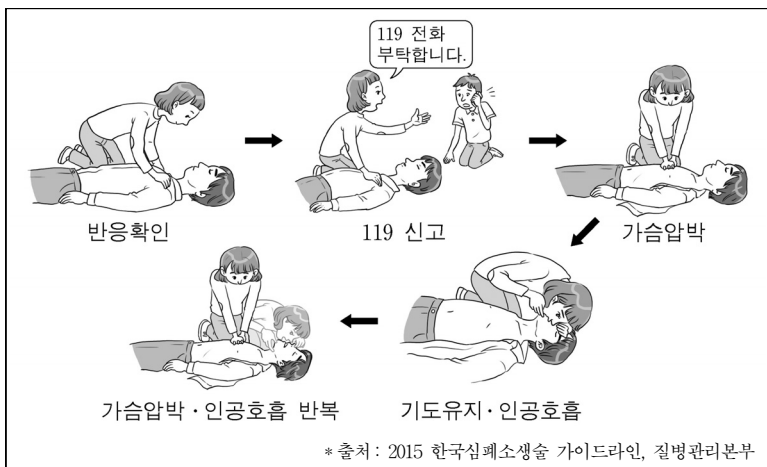 119 전화
부탁합니다.
반응확인
119 신고
가슴압박
가슴압박·인공호흡 반복
기도유지·인공호흡
* 출처 : 2015 한국심폐소생술 가이드라인, 질병관리본부